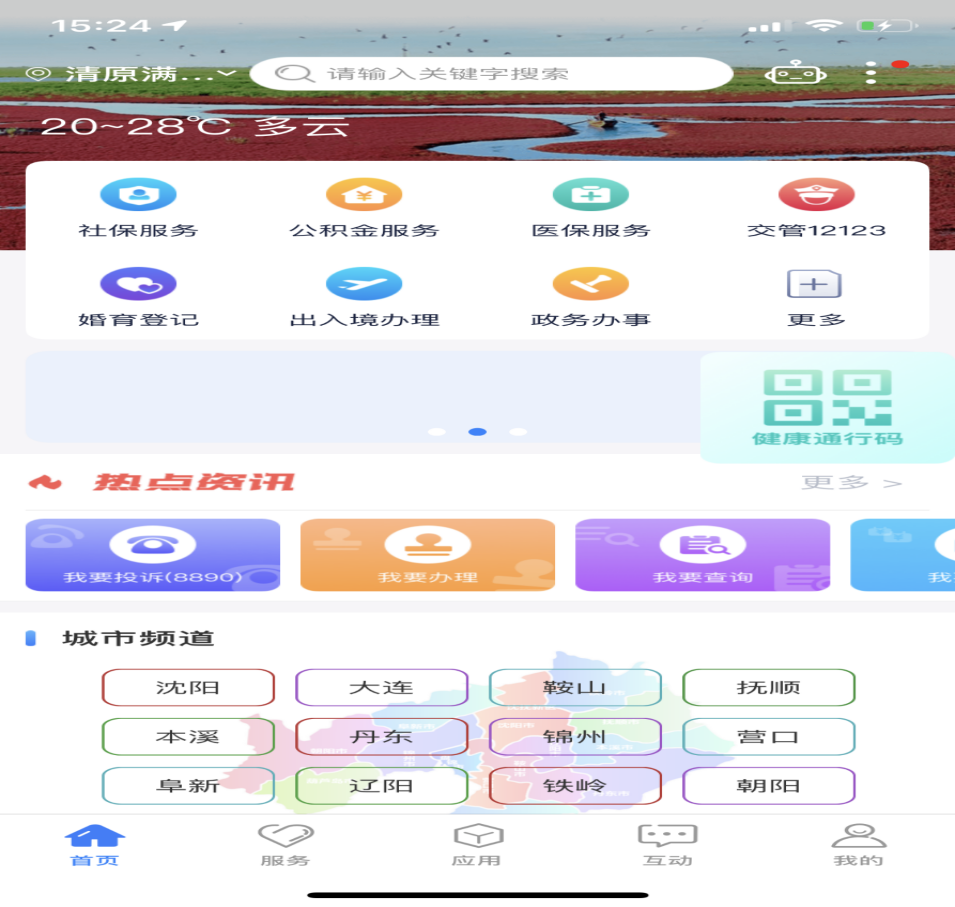 15:24
清原满...
请输入关键字搜索
20~28℃ 多云
社保服务 公积金服务 医保服务 交管12123
婚育登记 出入境办理 政务办事 更多
健康通行码
热点资讯 更多 >
我要投诉(8890) 我要办理 我要查询 我
城市频道
沈阳 大连 鞍山 抚顺
本溪 丹东 锦州 营口
阜新 辽阳 铁岭 朝阳
首页 服务 应用 互动 我的